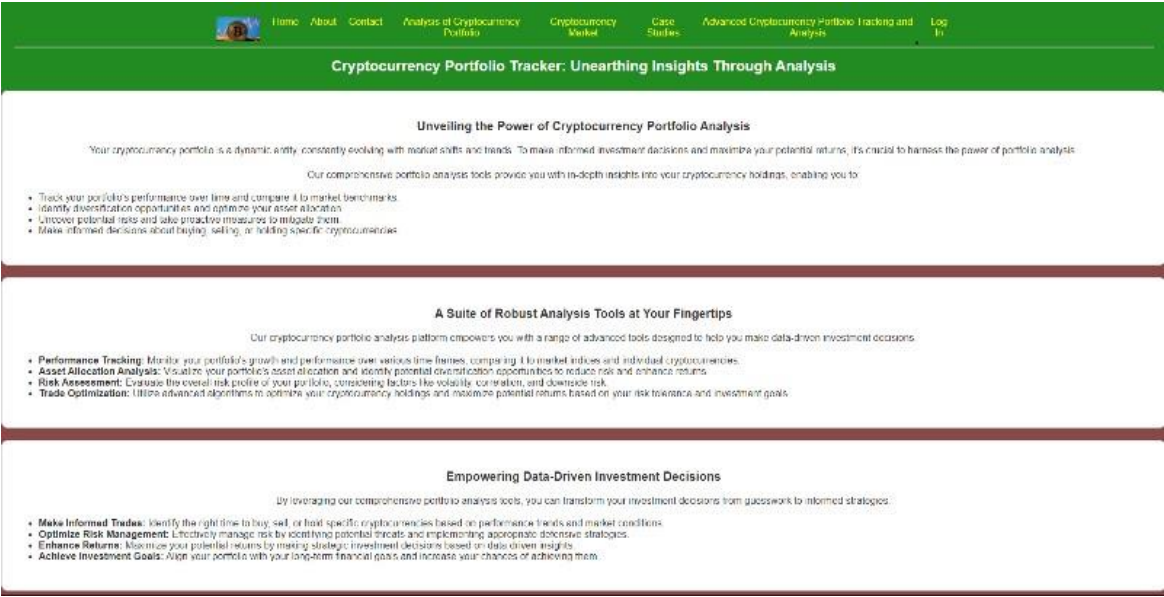 Home About Contact Analysis of Cryptocurrency Portfolio Cryptocurrency Market Case Studies Advanced Cryptocurrency Portfolio Tracking and Analysis Log In
Cryptocurrency Portfolio Tracker: Unearthing Insights Through Analysis
Unveiling the Power of Cryptocurrency Portfolio Analysis
Your cryptocurrency portfolio is a dynamic entity, constantly evolving with market shifts and trends. To make informed investment decisions and maximize your potential returns, it's crucial to harness the power of portfolio analysis.
Our comprehensive portfolio analysis tools provide you with in-depth insights into your cryptocurrency holdings, enabling you to:
• Track your portfolio's performance over time and compare it to market benchmarks.
• Identify diversification opportunities and optimize your asset allocation.
• Uncover potential risks and take proactive measures to mitigate them.
• Make informed decisions about buying, selling, or holding specific cryptocurrencies.
A Suite of Robust Analysis Tools at Your Fingertips
Our cryptocurrency portfolio analysis platform empowers you with a range of advanced tools designed to help you make data-driven investment decisions.
• Performance Tracking: Monitor your portfolio's growth and performance over various time frames, comparing it to market indices and individual cryptocurrencies.
• Asset Allocation Analysis: Visualize your portfolio's asset allocation and identify potential diversification opportunities to reduce risk and enhance returns.
• Risk Assessment: Evaluate the overall risk profile of your portfolio, considering factors like volatility, correlation, and downside risk.
• Trade Optimization: Utilize advanced algorithms to optimize your cryptocurrency holdings and maximize potential returns based on your risk tolerance and investment goals.
Empowering Data-Driven Investment Decisions
By leveraging our comprehensive portfolio analysis tools, you can transform your investment decisions from guesswork to informed strategies.
• Make Informed Trades: Identify the right time to buy, sell, or hold specific cryptocurrencies based on performance trends and market conditions.
• Optimize Risk Management: Effectively manage risk by identifying potential threats and implementing appropriate defensive strategies.
• Enhance Returns: Maximize your potential returns by making strategic investment decisions based on data driven insights.
• Achieve Investment Goals: Align your portfolio with your long-term financial goals and increase your chances of achieving them.